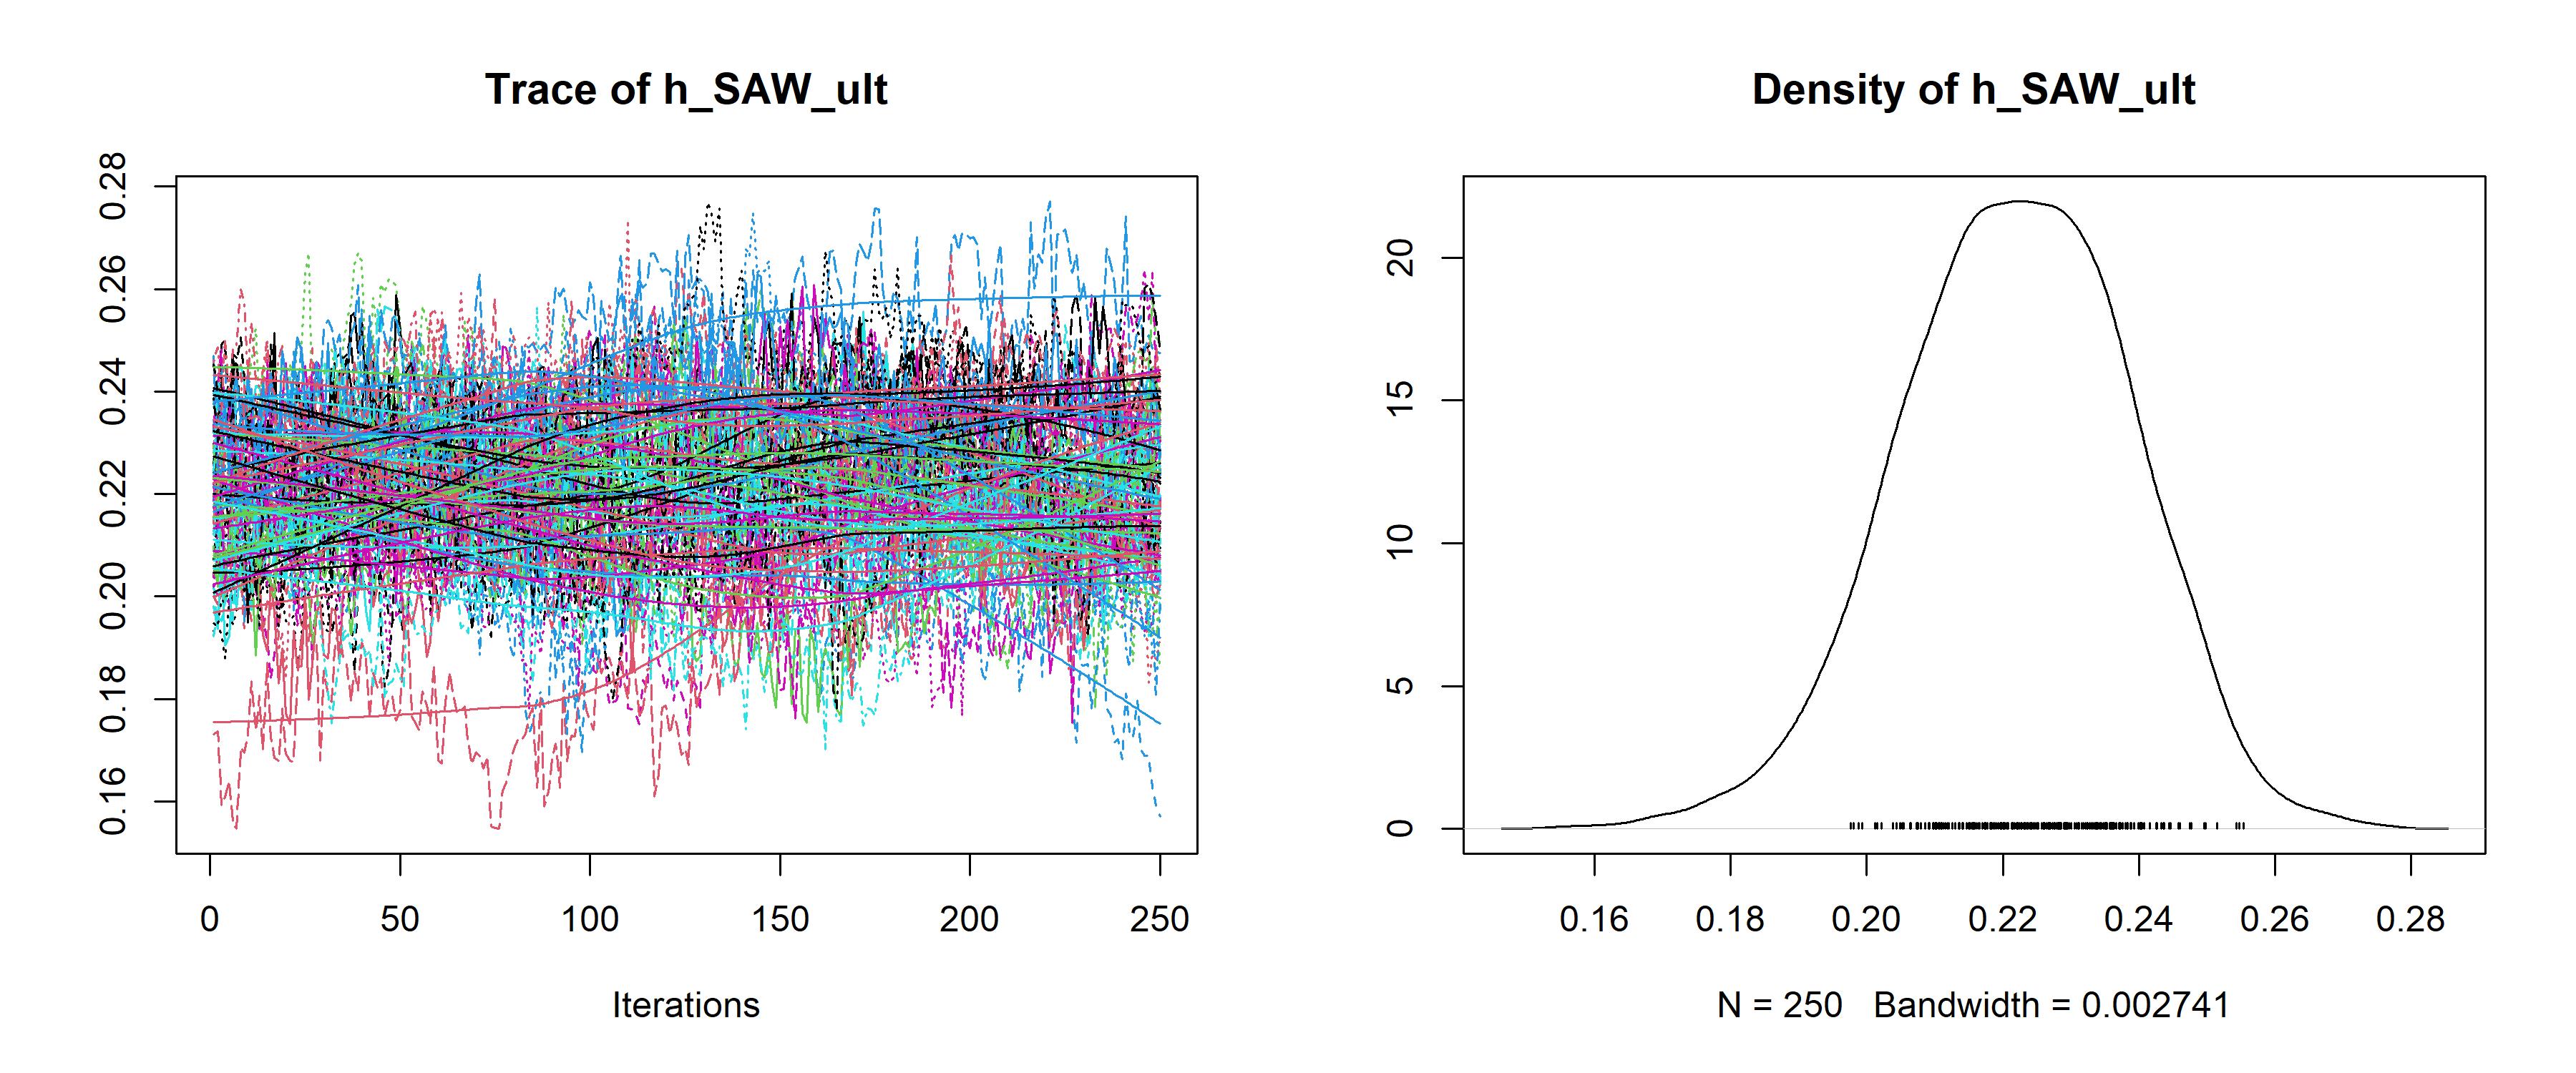 Trace of h_SAW_ult
0.28
0.26
0.24
0.22
0.20
0.18
0.16
0 50 100 150 200 250
Iterations
Density of h_SAW_ult
20
15
10
5
0
0.16 0.18 0.20 0.22 0.24 0.26 0.28
N = 250 Bandwidth = 0.002741